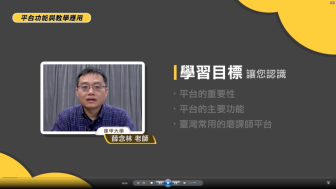 平台功能與教學應用
學習目標 讓您認識
· 平台的重要性
· 平台的主要功能
· 臺灣常用的磨課師平台
逢甲大學
薛念林 老師